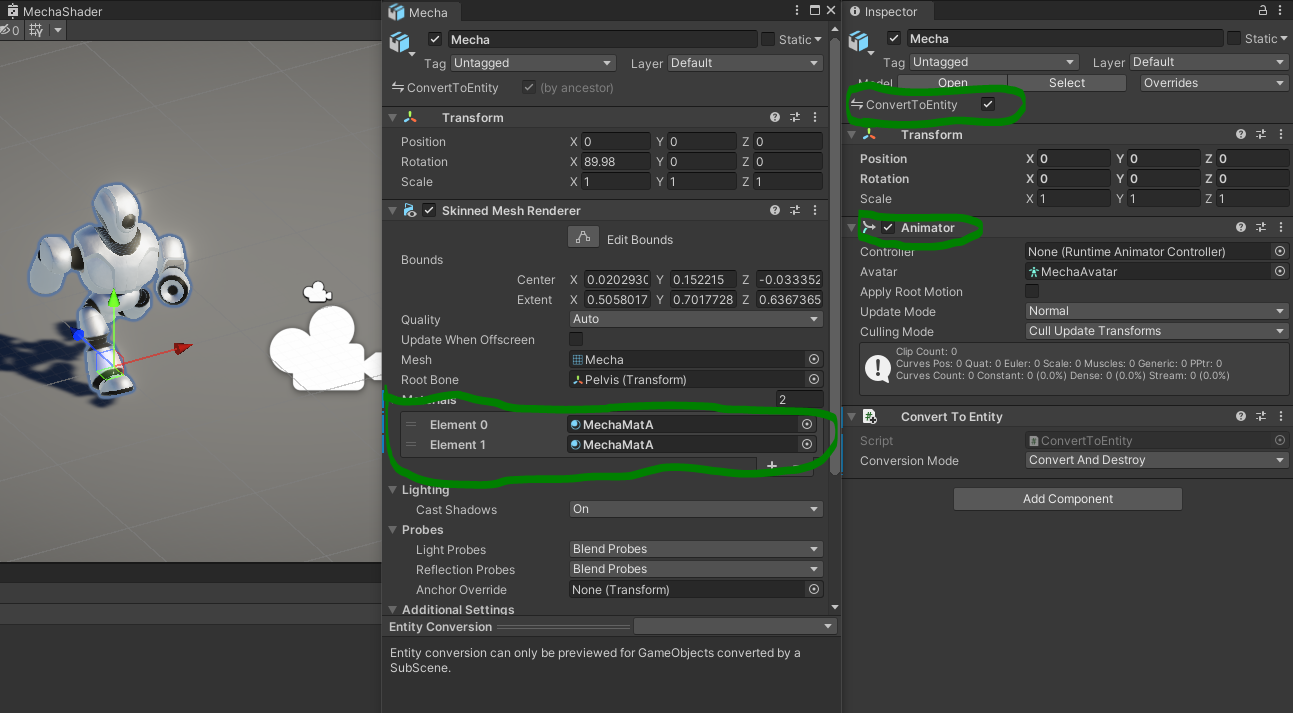 MechaShader
0
Mecha
Mecha
Static
Tag Untagged Layer Default
ConvertToEntity (by ancestor)
Transform
Position X 0 Y 0 Z 0
Rotation X 89.98 Y 0 Z 0
Scale X 1 Y 1 Z 1
Skinned Mesh Renderer
Edit Bounds
Bounds
Center X 0.0202930 Y 0.152215 Z -0.033352
Extent X 0.5058017 Y 0.7017728 Z 0.6367365
Quality Auto
Update When Offscreen
Mesh Mecha
Root Bone Pelvis (Transform)
Materials 2
Element 0 MechaMatA
Element 1 MechaMatA
+ -
Lighting
Cast Shadows On
Probes
Light Probes Blend Probes
Reflection Probes Blend Probes
Anchor Override None (Transform)
Additional Settings
Entity Conversion
Entity conversion can only be previewed for GameObjects converted by a
SubScene.
Inspector
Mecha Static
Tag Untagged Layer Default
Model Open Select Overrides
ConvertToEntity
Transform
Position X 0 Y 0 Z 0
Rotation X 0 Y 0 Z 0
Scale X 1 Y 1 Z 1
Animator
Controller None (Runtime Animator Controller)
Avatar MechaAvatar
Apply Root Motion
Update Mode Normal
Culling Mode Cull Update Transforms
Clip Count: 0
Curves Pos: 0 Quat: 0 Euler: 0 Scale: 0 Muscles: 0 Generic: 0 PPtr: 0
Curves Count: 0 Constant: 0 (0.0%) Dense: 0 (0.0%) Stream: 0 (0.0%)
Convert To Entity
Script ConvertToEntity
Conversion Mode Convert And Destroy
Add Component